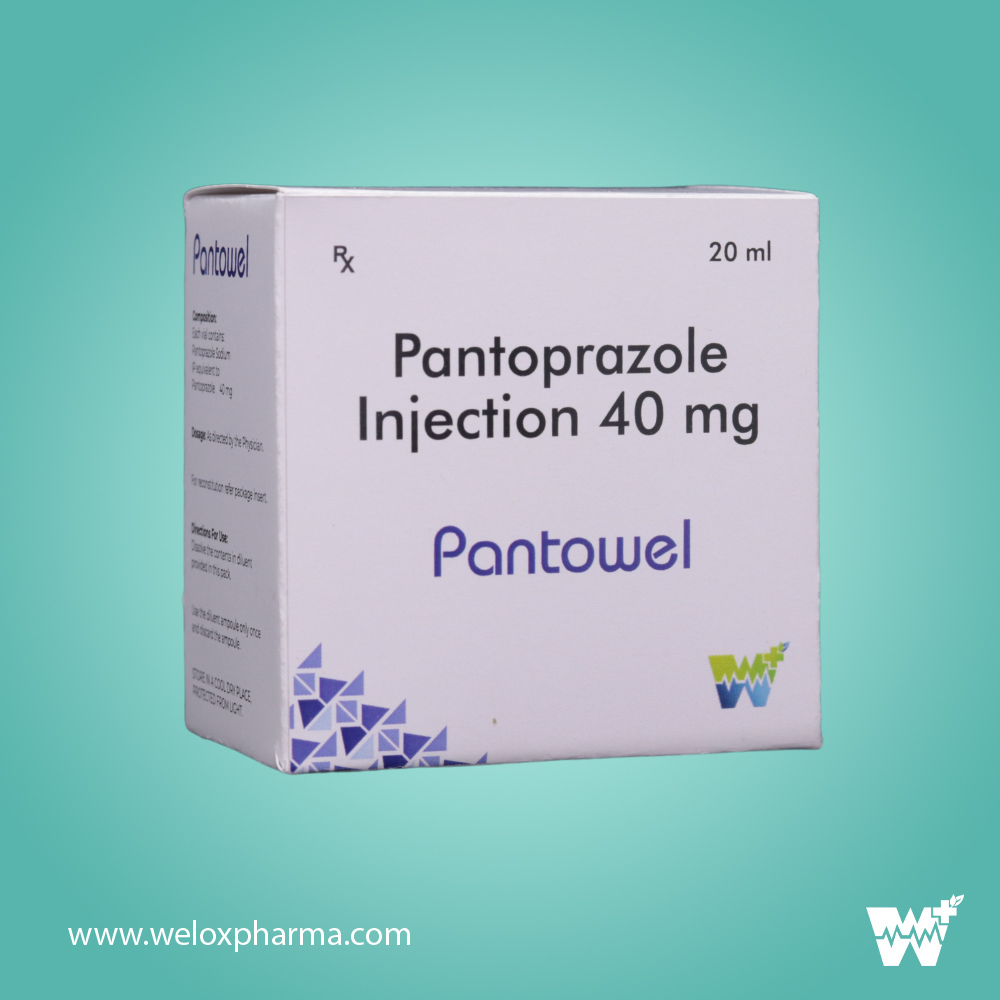 Pantowel
Composition:
Each vial contains:
Pantoprazole Sodium
IP equivalent to
Pantoprazole 40 mg
Dosage: As directed by the Physician.
For reconstitution refer package insert.
Directions For Use:
Dissolve the contents in diluent
provided in this pack.
Use the diluent ampoule only once
and discard the ampoule.
STORE IN A COOL DRY PLACE,
PROTECTED FROM LIGHT.
Rx
20 ml
Pantoprazole
Injection 40 mg
Pantowel
www.weloxpharma.com